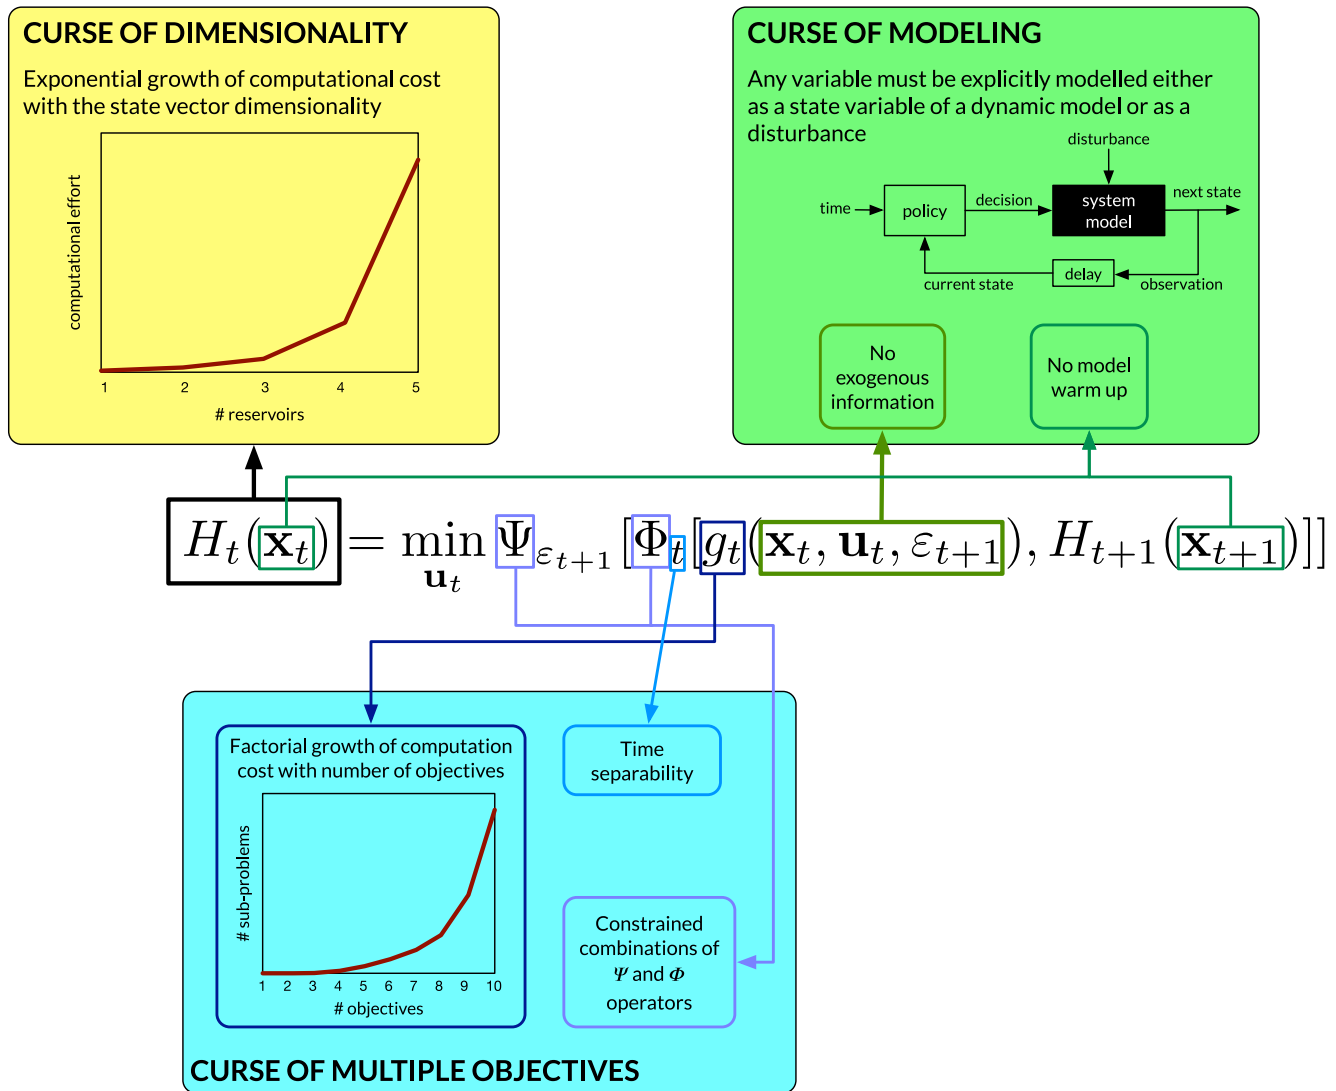 CURSE OF DIMENSIONALITY
Exponential growth of computational cost
with the state vector dimensionality
computational effort
1 2 3 4 5
# reservoirs
CURSE OF MODELING
Any variable must be explicitly modelled either
as a state variable of a dynamic model or as a
disturbance
disturbance
time
policy
decision
system
model
next state
current state
delay
observation
No
exogenous
information
No model
warm up
H_t(x_t) = min_{u_t} Ψ_{ε_{t+1}} [Φ_t [g_t(x_t, u_t, ε_{t+1}), H_{t+1}(x_{t+1})]]
Factorial growth of computation
cost with number of objectives
# sub-problems
1 2 3 4 5 6 7 8 9 10
# objectives
Time
separability
Constrained
combinations of
Ψ and Φ
operators
CURSE OF MULTIPLE OBJECTIVES